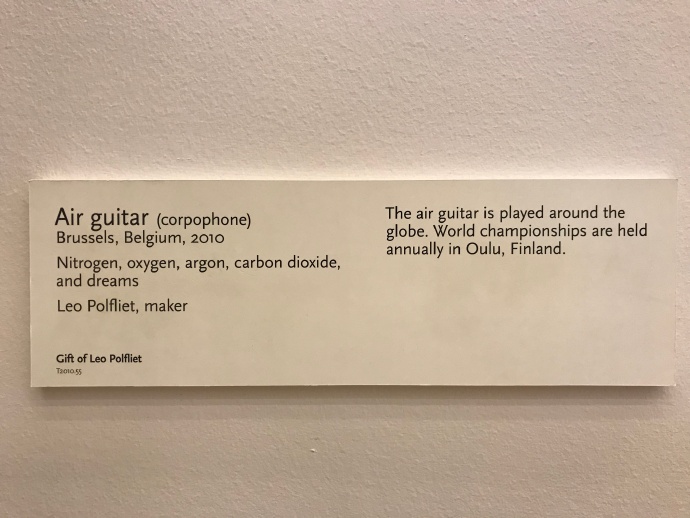 Air guitar (corpophone)
Brussels, Belgium, 2010
Nitrogen, oxygen, argon, carbon dioxide,
and dreams
Leo Polfliet, maker
Gift of Leo Polfliet
T2010.55
The air guitar is played around the
globe. World championships are held
annually in Oulu, Finland.